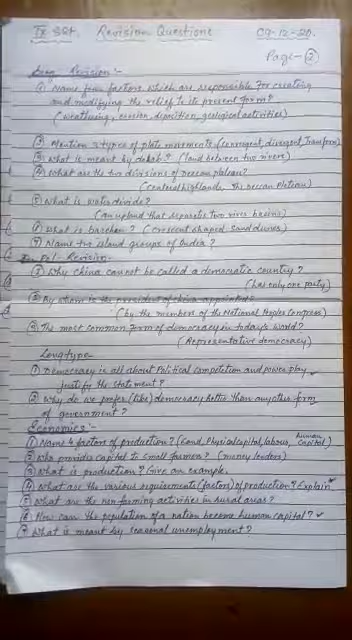 IX SST. Revision Questions 09-12-20.
Page-②
Geog. Revision:-
① Name four factors which are responsible for creating
and modifying the relief to its present form?
(weathering, erosion, deposition, geological activities)
② Mention 3 types of plate movements (convergent, divergent, Transform)
③ What is meant by doab? (land between two rivers)
④ What are the two divisions of Deccan plateau?
(Central highlands, The Deccan Plateau)
⑤ What is water divide?
(An upland that separates two river basins)
⑥ What is barchan? (Crescent shaped sand dunes)
⑦ Name two island groups of India?
Pol. Revision
① Why China cannot be called a democratic country?
(has only one party)
② By whom is the president of China appointed?
(by the members of the National Peoples Congress)
③ The most common form of democracy in today's world?
(Representative democracy)
Long type
① Democracy is all about Political competition and power play
justify the statement?
② Why do we prefer (like) democracy better than any other form
of government?
Economics:-
① Name 4 factors of production? (Land, Physical capital, labour, human capital)
② Who provides capital to small farmers? (money lenders)
③ What is production? Give an example.
④ What are the various requirements (factors) of production? Explain
⑤ What are the non farming activities in rural areas?
⑥ How can the population of a nation become human capital?
⑦ What is meant by seasonal unemployment?